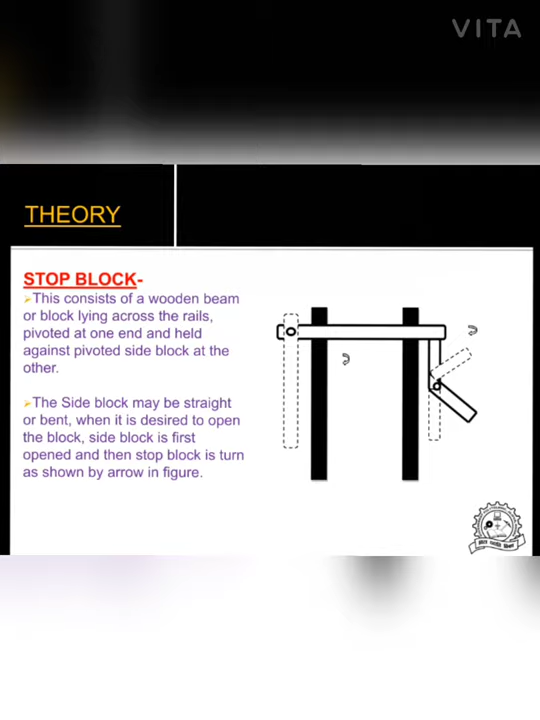 VITA
THEORY
STOP BLOCK-
➢This consists of a wooden beam
or block lying across the rails,
pivoted at one end and held
against pivoted side block at the
other.
➢The Side block may be straight
or bent, when it is desired to open
the block, side block is first
opened and then stop block is turn
as shown by arrow in figure.